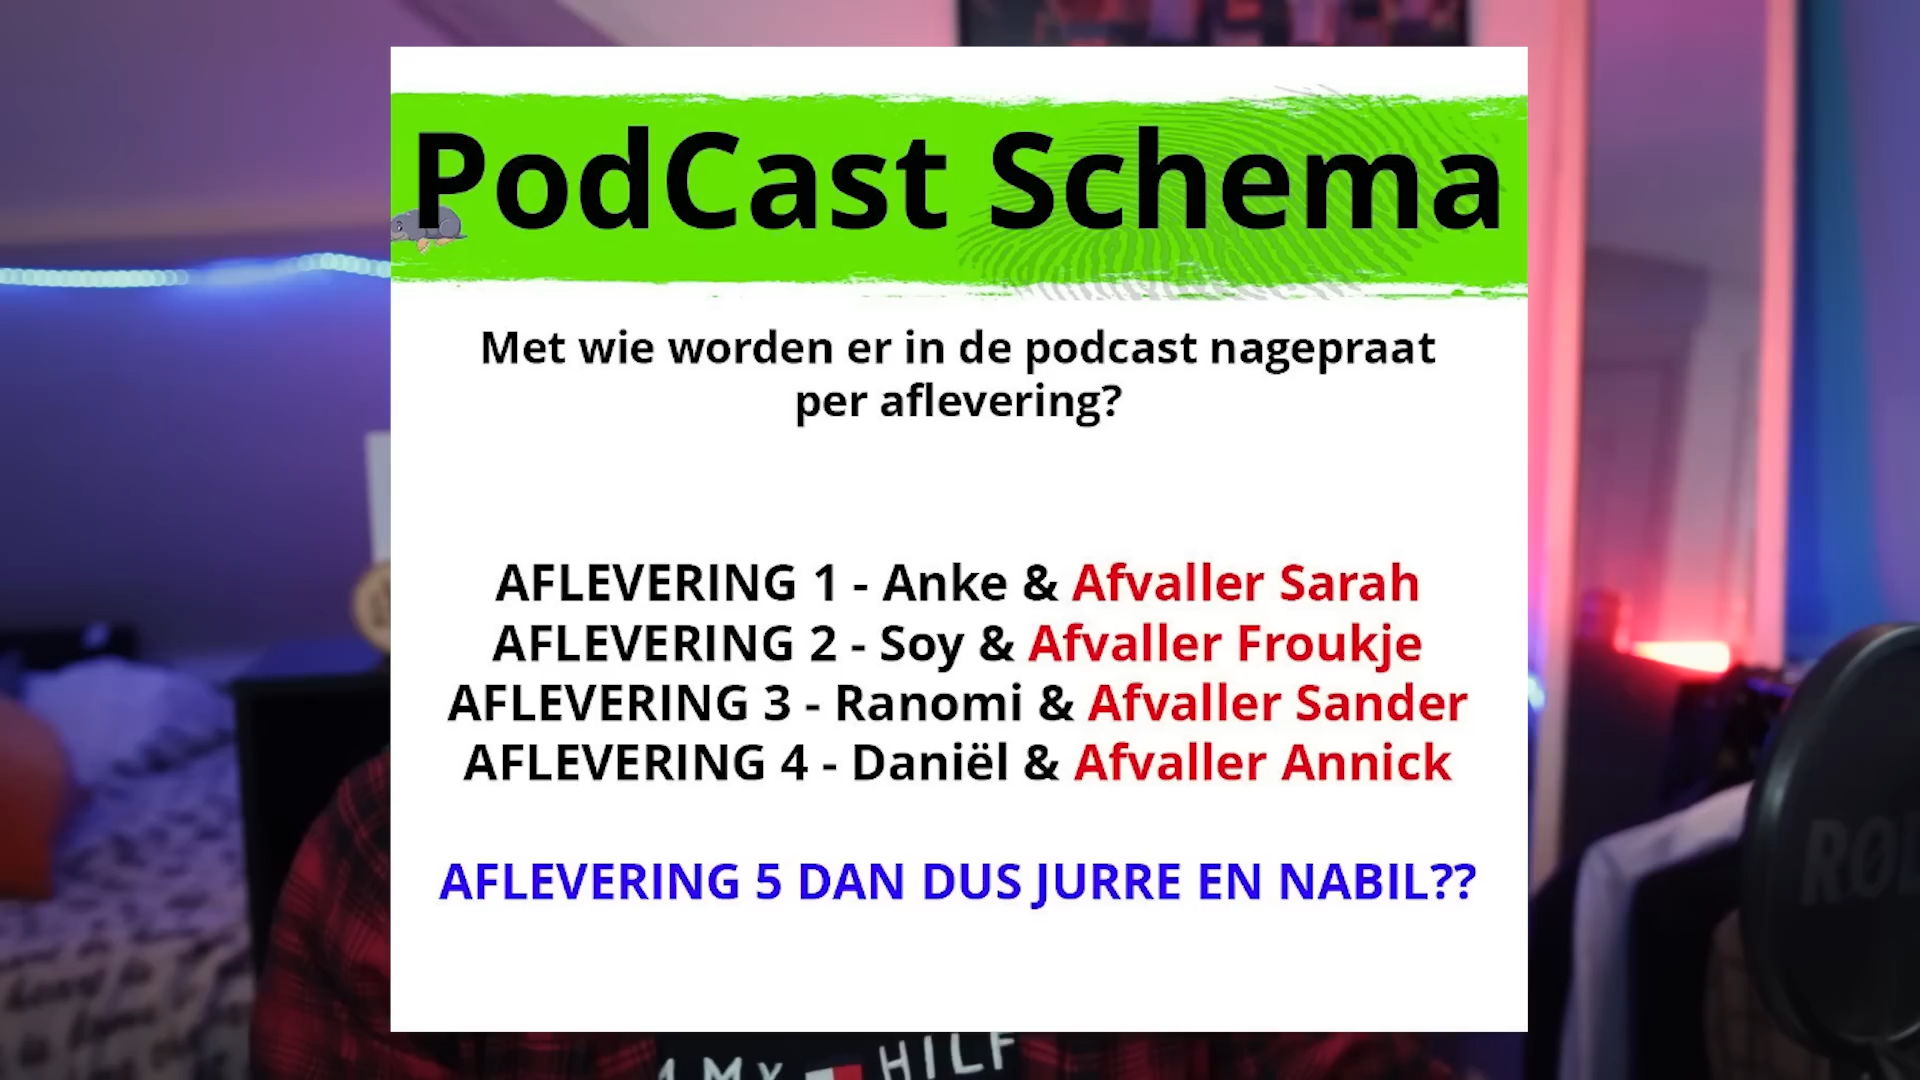 PodCast Schema
Met wie worden er in de podcast nagepraat
per aflevering?
AFLEVERING 1 - Anke & Afvaller Sarah
AFLEVERING 2 - Soy & Afvaller Froukje
AFLEVERING 3 - Ranomi & Afvaller Sander
AFLEVERING 4 - Daniël & Afvaller Annick
AFLEVERING 5 DAN DUS JURRE EN NABIL??
HILF